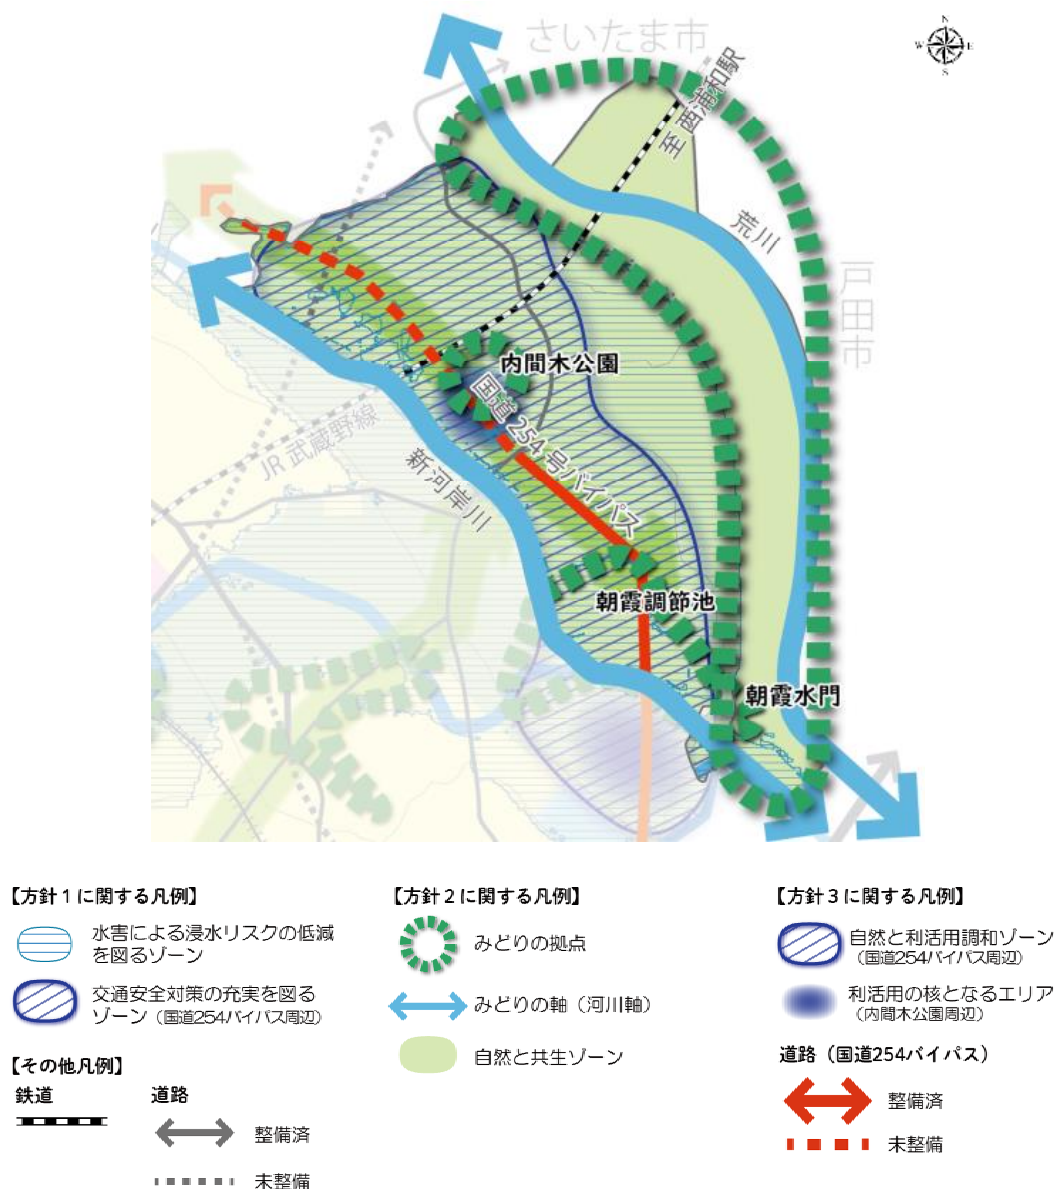 さいたま市
N
W
E
S
至 西浦和駅
荒川
戸田市
内間木公園
国道 254 号バイパス
JR 武蔵野線
新河岸川
朝霞調節池
朝霞水門
【方針１に関する凡例】
水害による浸水リスクの低減
を図るゾーン
交通安全対策の充実を図る
ゾーン（国道254バイパス周辺）
【その他凡例】
鉄道
道路
整備済
未整備
【方針２に関する凡例】
みどりの拠点
みどりの軸（河川軸）
自然と共生ゾーン
【方針３に関する凡例】
自然と利活用調和ゾーン
（国道254バイパス周辺）
利活用の核となるエリア
（内間木公園周辺）
道路（国道254バイパス）
整備済
未整備